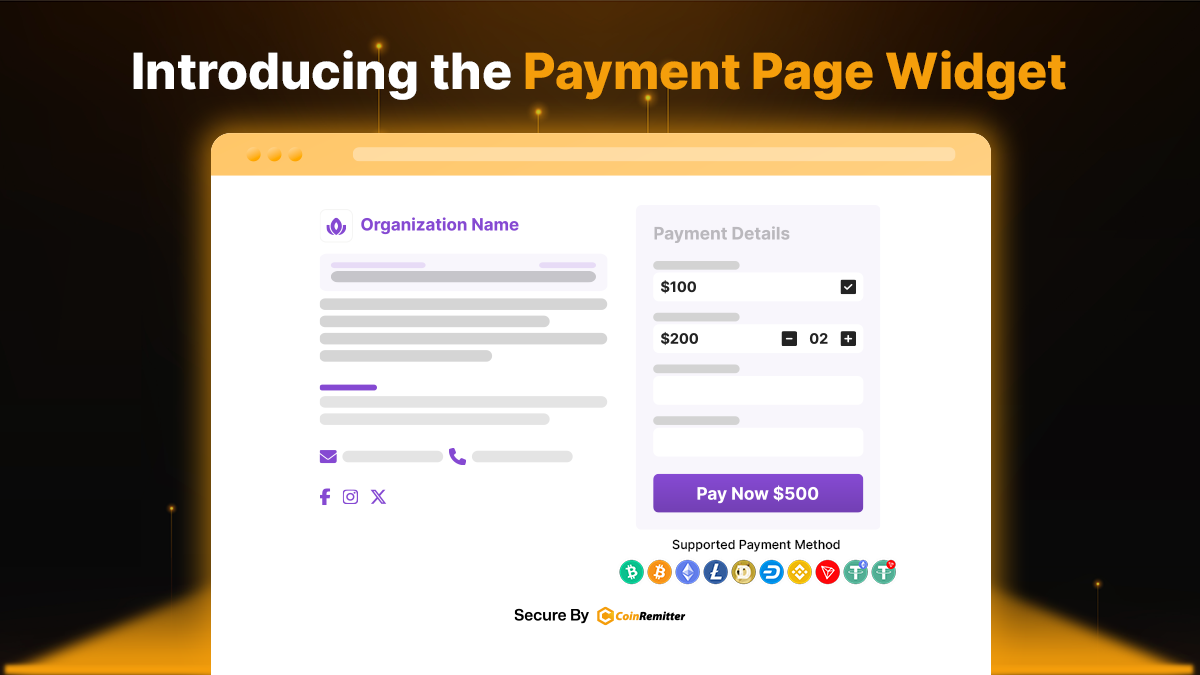 Introducing the Payment Page Widget
Organization Name
Payment Details
$100
$200
02
Pay Now $500
Supported Payment Method
Secure By CoinRemitter